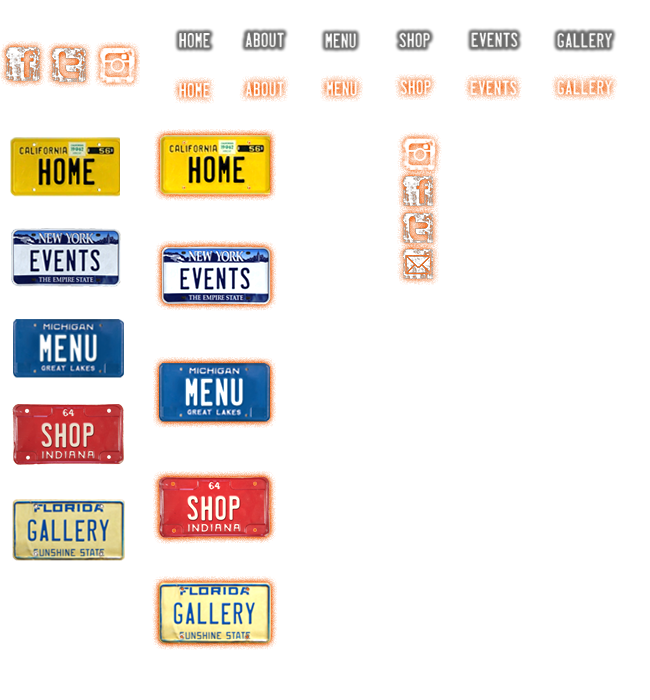 HOME ABOUT MENU SHOP EVENTS GALLERY
HOME ABOUT MENU SHOP EVENTS GALLERY
CALIFORNIA 56
HOME
CALIFORNIA 56
HOME
NEW YORK
EVENTS
THE EMPIRE STATE
NEW YORK
EVENTS
THE EMPIRE STATE
MICHIGAN
MENU
GREAT LAKES
MICHIGAN
MENU
GREAT LAKES
64
SHOP
INDIANA
64
SHOP
INDIANA
FLORIDA
GALLERY
SUNSHINE STATE
FLORIDA
GALLERY
SUNSHINE STATE